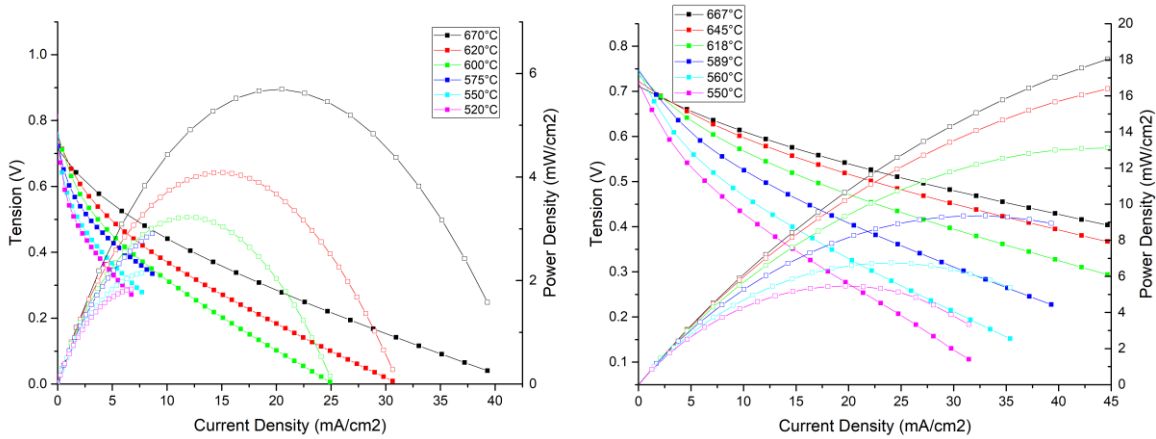 670°C
620°C
600°C
575°C
550°C
520°C
1.0
0.8
0.6
0.4
0.2
0.0
Tension (V)
6
4
2
0
Power Density (mW/cm2)
0 5 10 15 20 25 30 35 40
Current Density (mA/cm2)
667°C
645°C
618°C
589°C
560°C
550°C
0.8
0.7
0.6
0.5
0.4
0.3
0.2
0.1
Tension (V)
20
18
16
14
12
10
8
6
4
2
0
Power Density (mW/cm2)
0 5 10 15 20 25 30 35 40 45
Current Density (mA/cm2)